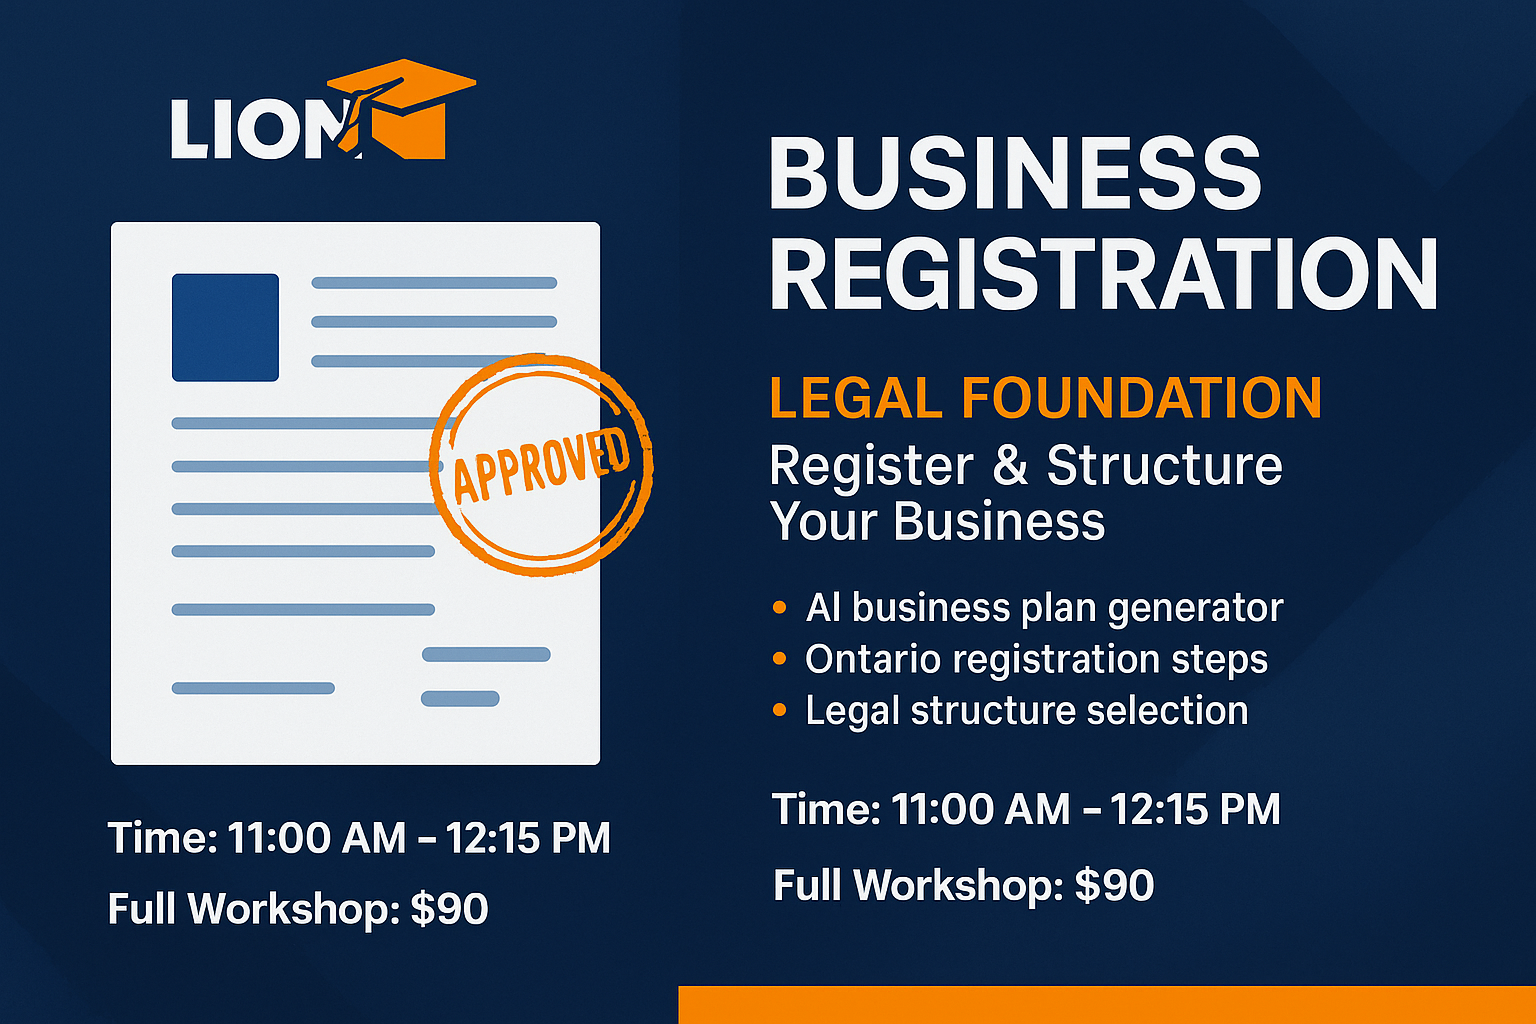 LION
APPROVED
Time: 11:00 AM – 12:15 PM
Full Workshop: $90
BUSINESS
REGISTRATION
LEGAL FOUNDATION
Register & Structure
Your Business
• AI business plan generator
• Ontario registration steps
• Legal structure selection
Time: 11:00 AM – 12:15 PM
Full Workshop: $90